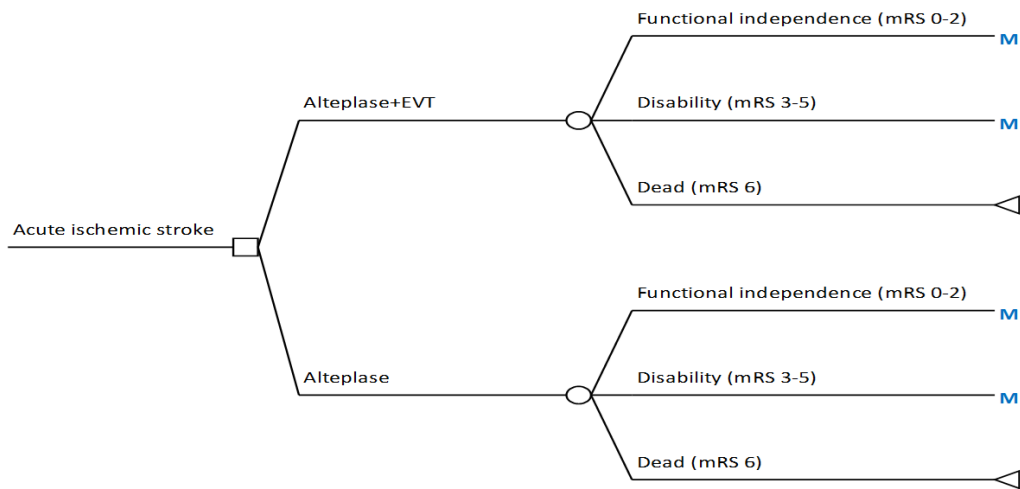 Functional independence (mRS 0-2)
M
Alteplase+EVT
Disability (mRS 3-5)
M
Dead (mRS 6)
Acute ischemic stroke
Functional independence (mRS 0-2)
M
Alteplase
Disability (mRS 3-5)
M
Dead (mRS 6)